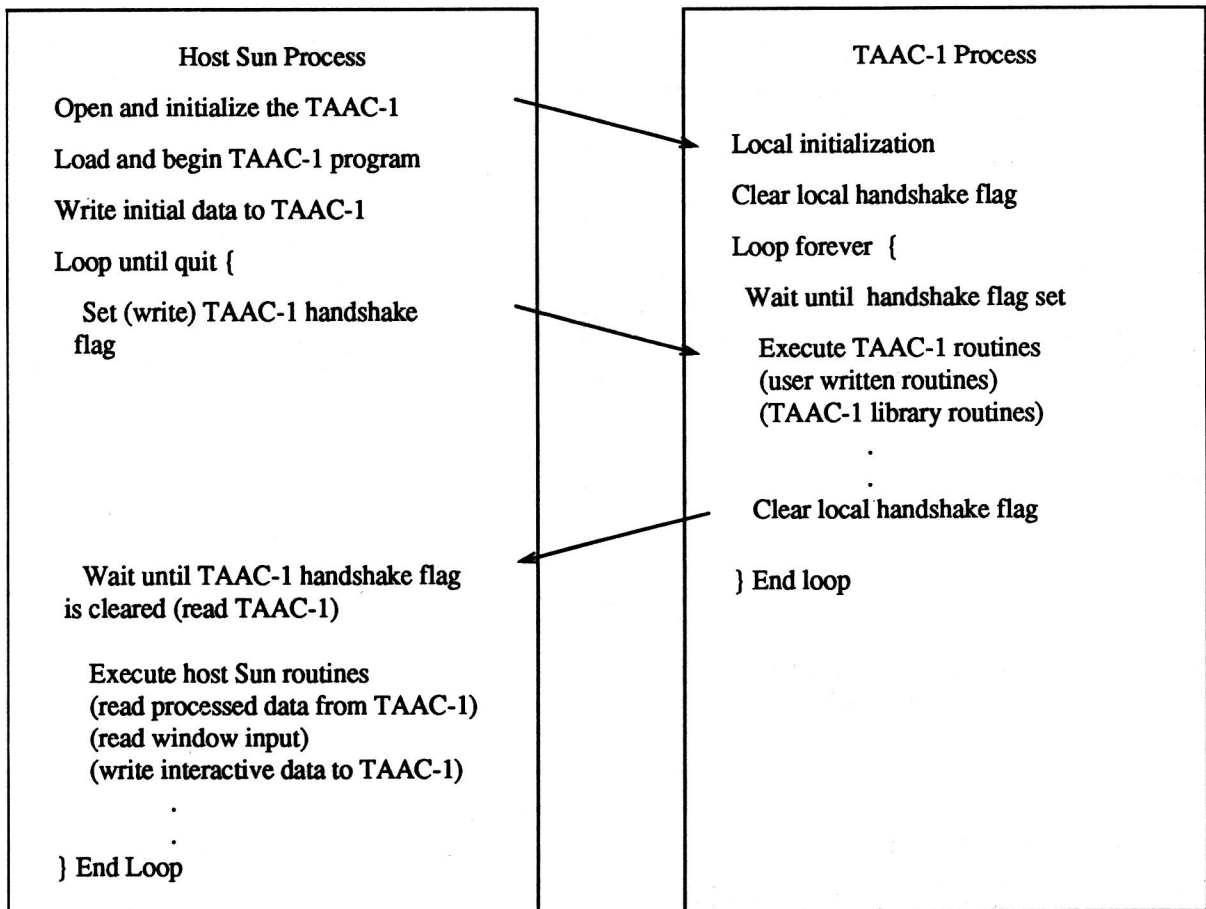 Host Sun Process
Open and initialize the TAAC-1
Load and begin TAAC-1 program
Write initial data to TAAC-1
Loop until quit {
Set (write) TAAC-1 handshake
flag
Wait until TAAC-1 handshake flag
is cleared (read TAAC-1)
Execute host Sun routines
(read processed data from TAAC-1)
(read window input)
(write interactive data to TAAC-1)
.
.
} End Loop
TAAC-1 Process
Local initialization
Clear local handshake flag
Loop forever {
Wait until handshake flag set
Execute TAAC-1 routines
(user written routines)
(TAAC-1 library routines)
.
.
Clear local handshake flag
} End loop